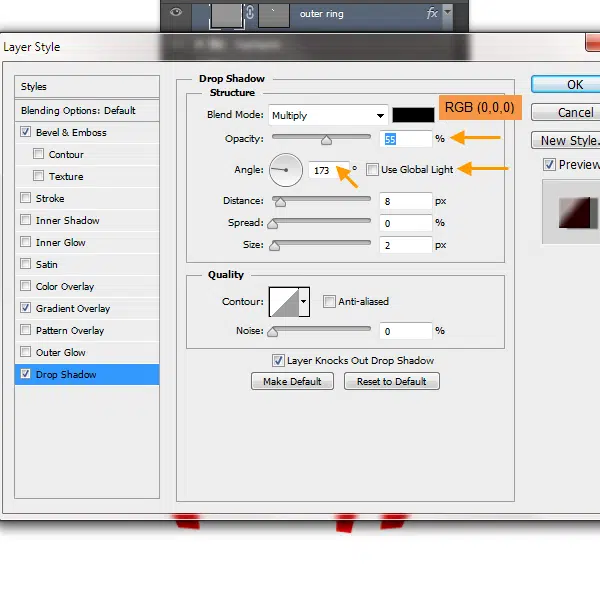 outer ring fx
Layer Style
Styles
Blending Options: Default
Bevel & Emboss
Contour
Texture
Stroke
Inner Shadow
Inner Glow
Satin
Color Overlay
Gradient Overlay
Pattern Overlay
Outer Glow
Drop Shadow
Drop Shadow
Structure
Blend Mode: Multiply
RGB (0,0,0)
Opacity: 55 %
Angle: 173 ° Use Global Light
Distance: 8 px
Spread: 0 %
Size: 2 px
Quality
Contour: Anti-aliased
Noise: 0 %
Layer Knocks Out Drop Shadow
Make Default Reset to Default
OK
Cancel
New Style.
Preview